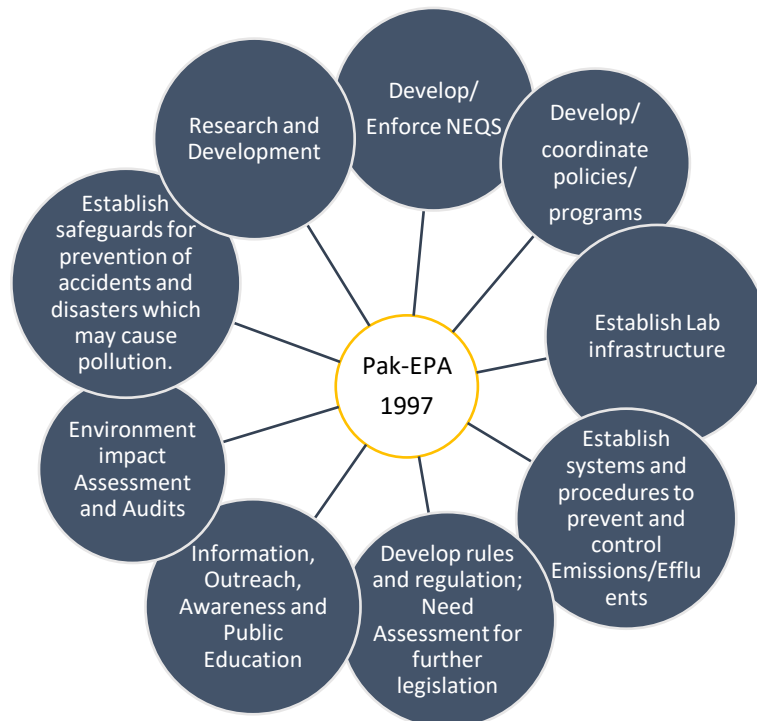 Develop/
Enforce NEQS
Develop/
coordinate
policies/
programs
Establish Lab
infrastructure
Establish
systems and
procedures to
prevent and
control
Emissions/Efflu
ents
Develop rules
and regulation;
Need
Assessment for
further
legislation
Information,
Outreach,
Awareness and
Public
Education
Environment
impact
Assessment
and Audits
Establish
safeguards for
prevention of
accidents and
disasters which
may cause
pollution.
Research and
Development
Pak-EPA
1997